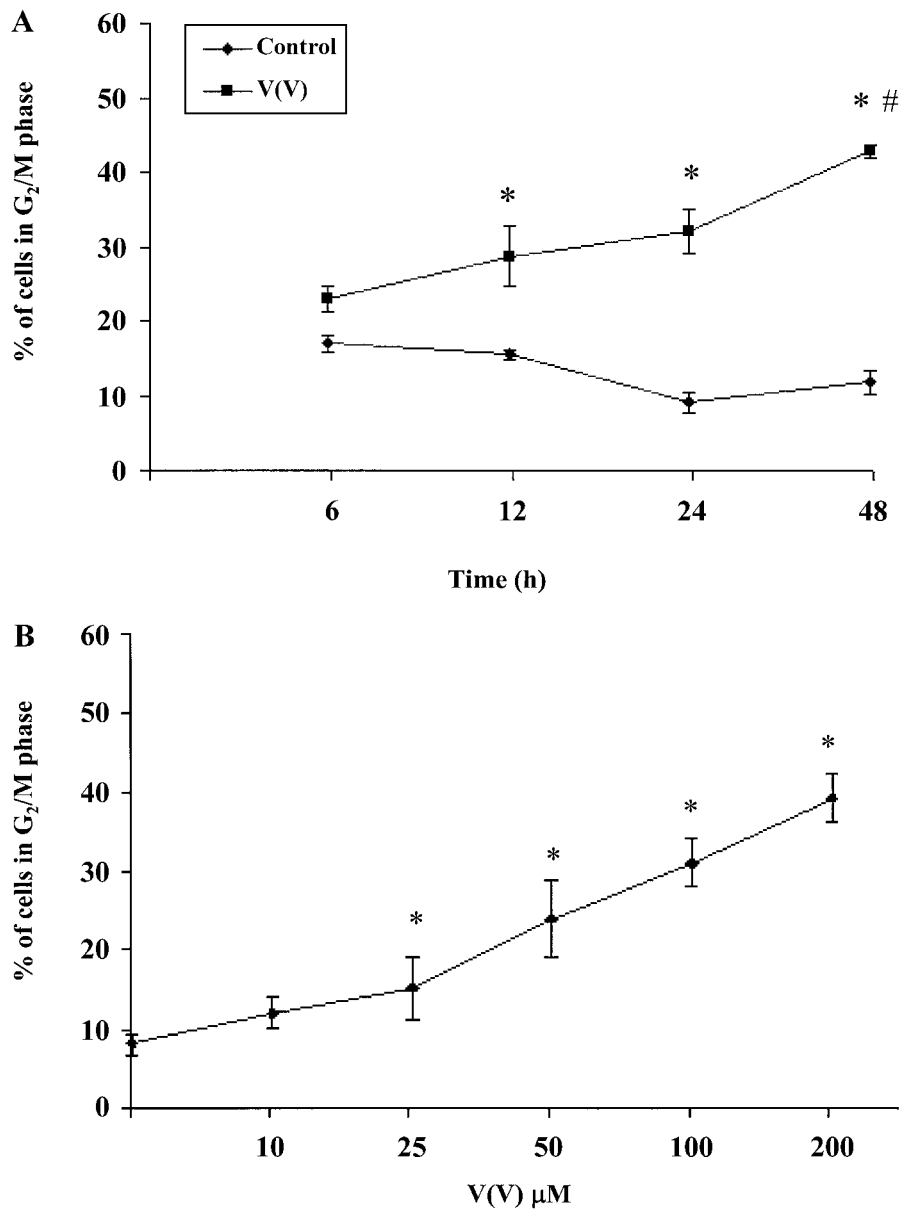 A
60
50
40
30
20
10
0
% of cells in G₂/M phase
Control
V(V)
*
*
* #
6 12 24 48
Time (h)
B
60
50
40
30
20
10
0
% of cells in G₂/M phase
*
*
*
*
10 25 50 100 200
V(V) μM